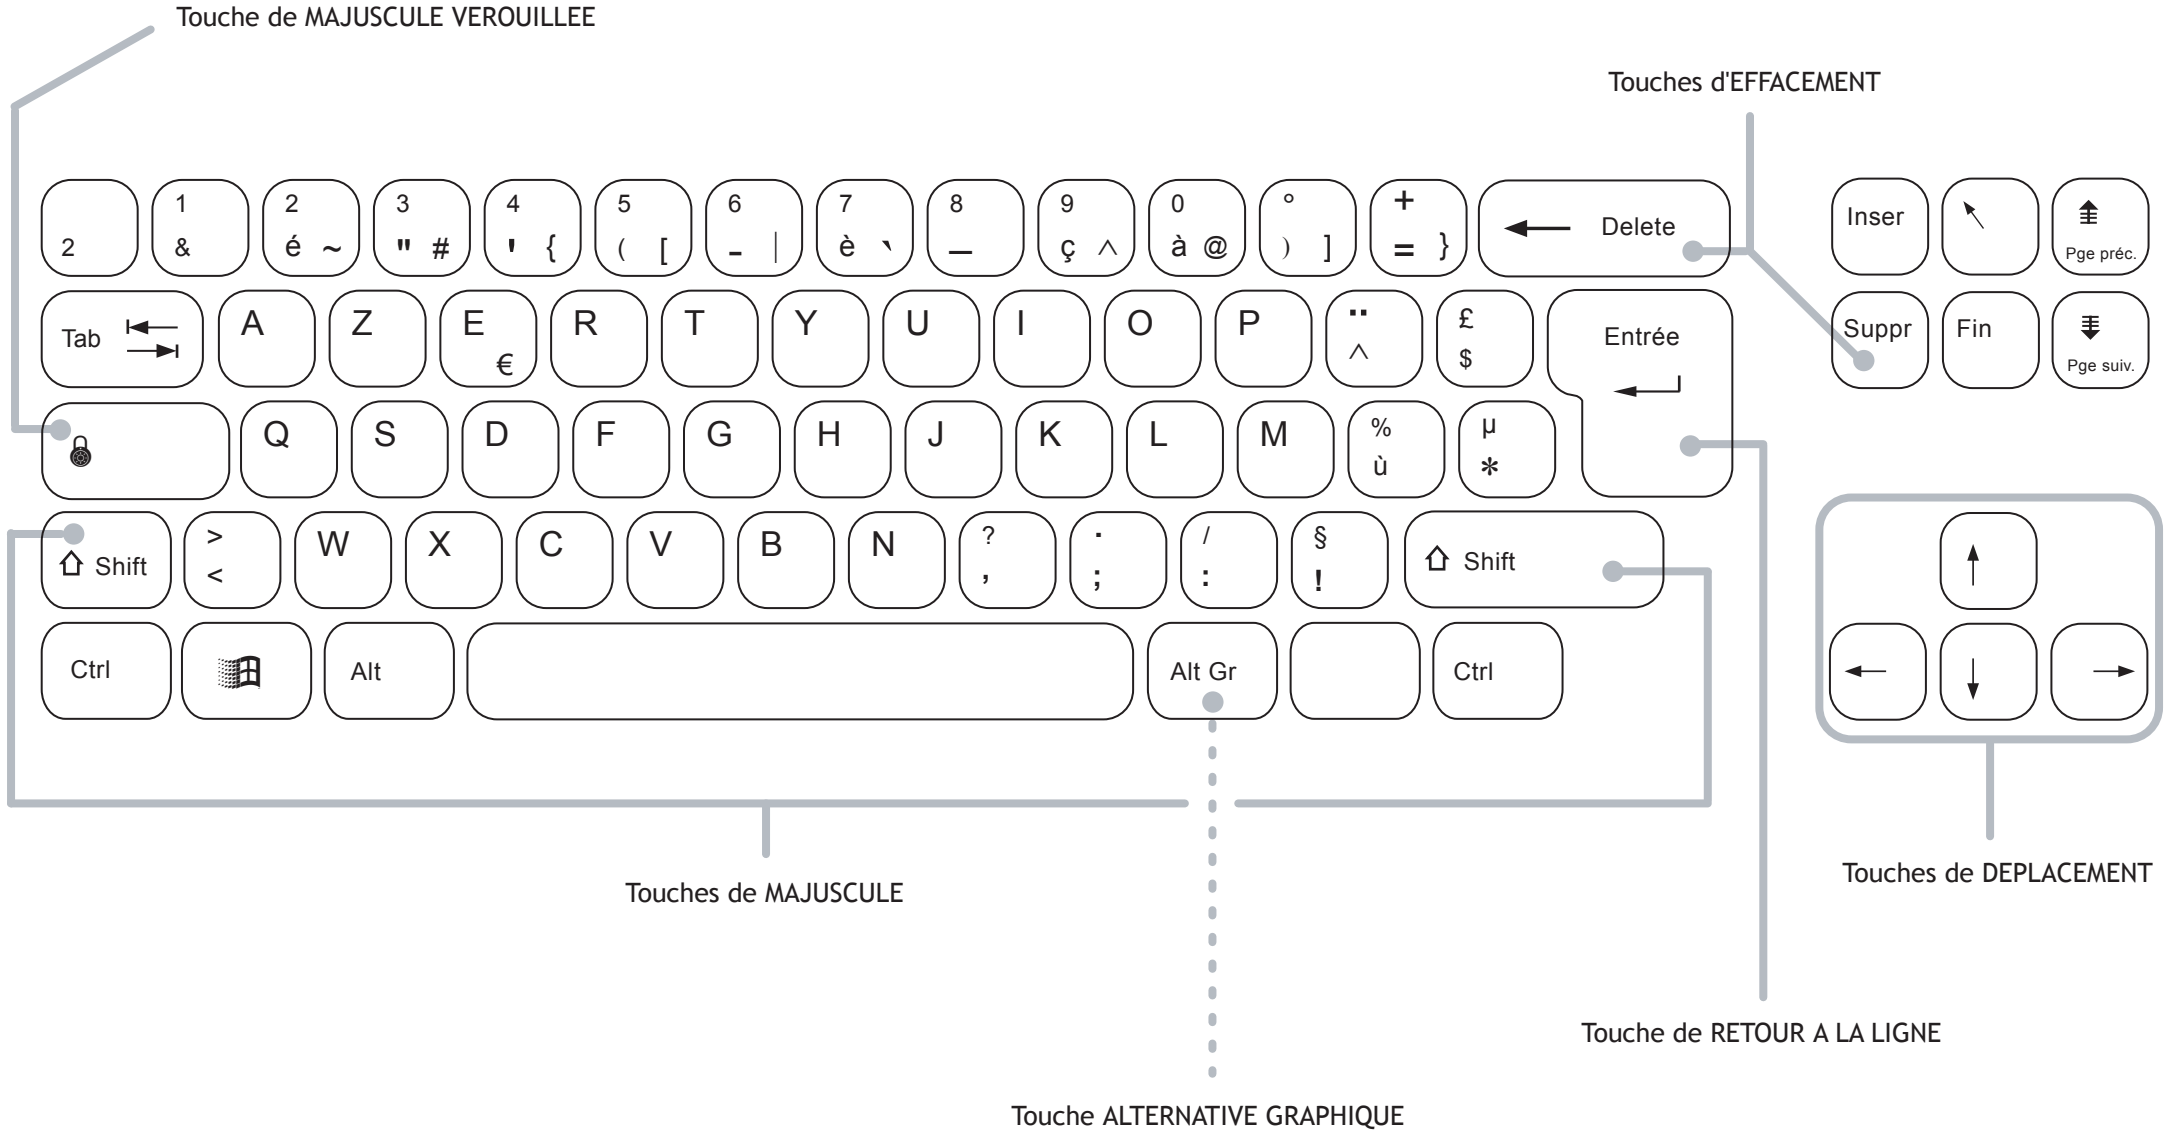 Touche de MAJUSCULE VEROUILLEE
Touches d'EFFACEMENT
1 2 3 4 5 6 7 8 9 0 ° + Delete
2 & é ~ " # ' { ( [ - | è ` _ ç ^ à @ ) ] = }
Inser
Pge préc.
Tab A Z E R T Y U I O P ¨ £ Entrée
€ ^ $
Suppr Fin
Pge suiv.
Q S D F G H J K L M % µ
ù *
Shift > W X C V B N ? . / § Shift
< , ; : !
Ctrl Alt Alt Gr Ctrl
Touches de MAJUSCULE
Touches de DEPLACEMENT
Touche de RETOUR A LA LIGNE
Touche ALTERNATIVE GRAPHIQUE